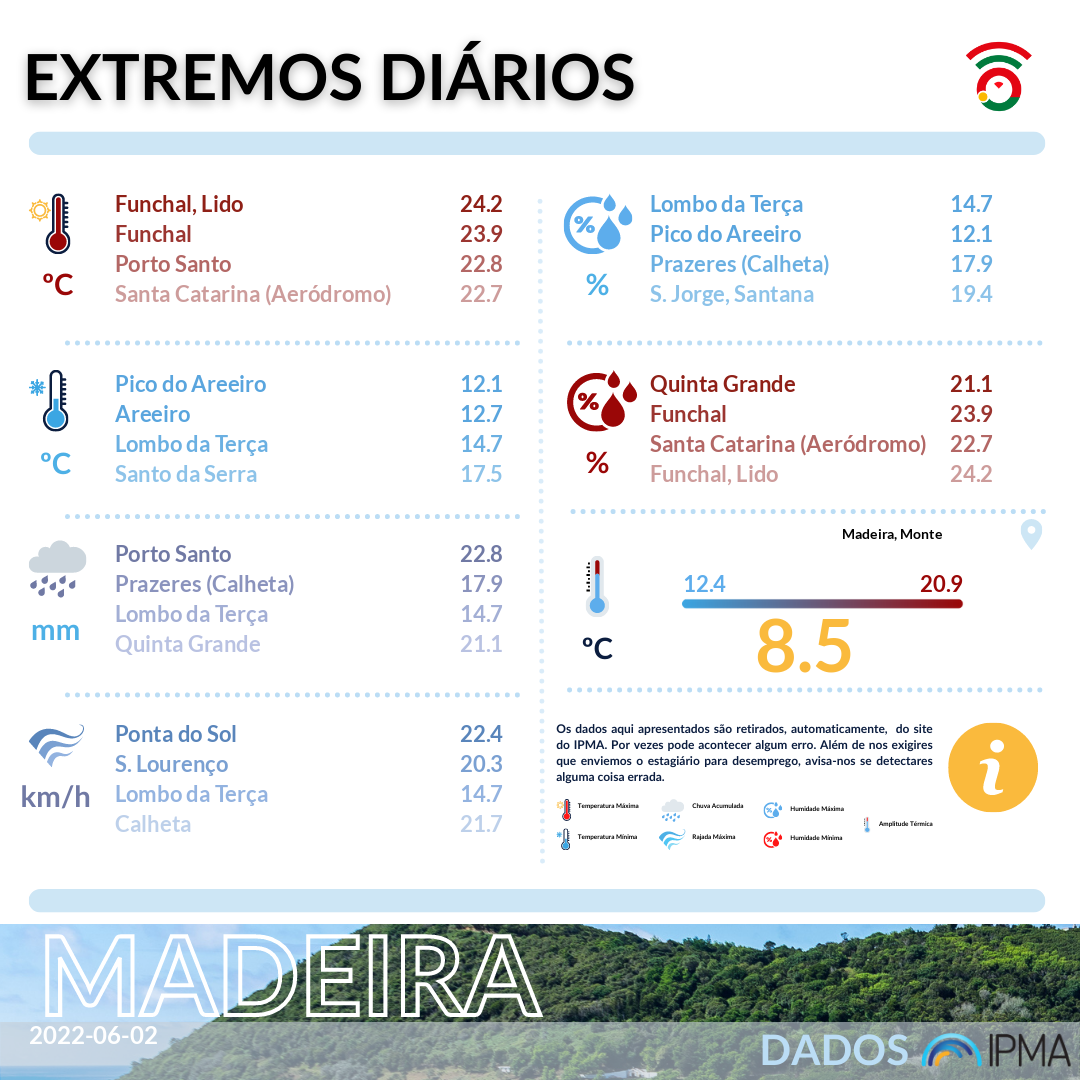 EXTREMOS DIÁRIOS
Funchal, Lido 24.2
Funchal 23.9
Porto Santo 22.8
Santa Catarina (Aeródromo) 22.7
ºC
Pico do Areeiro 12.1
Areeiro 12.7
Lombo da Terça 14.7
Santo da Serra 17.5
ºC
Porto Santo 22.8
Prazeres (Calheta) 17.9
Lombo da Terça 14.7
Quinta Grande 21.1
mm
Ponta do Sol 22.4
S. Lourenço 20.3
Lombo da Terça 14.7
Calheta 21.7
km/h
%
Lombo da Terça 14.7
Pico do Areeiro 12.1
Prazeres (Calheta) 17.9
S. Jorge, Santana 19.4
%
%
Quinta Grande 21.1
Funchal 23.9
Santa Catarina (Aeródromo) 22.7
Funchal, Lido 24.2
%
Madeira, Monte
12.4 20.9
8.5
ºC
Os dados aqui apresentados são retirados, automaticamente, do site
do IPMA. Por vezes pode acontecer algum erro. Além de nos exigires
que enviemos o estagiário para desemprego, avisa-nos se detectares
alguma coisa errada.
i
Temperatura Máxima
Chuva Acumulada
Humidade Máxima
Amplitude Térmica
Temperatura Mínima
Rajada Máxima
Humidade Mínima
MADEIRA
2022-06-02
DADOS IPMA